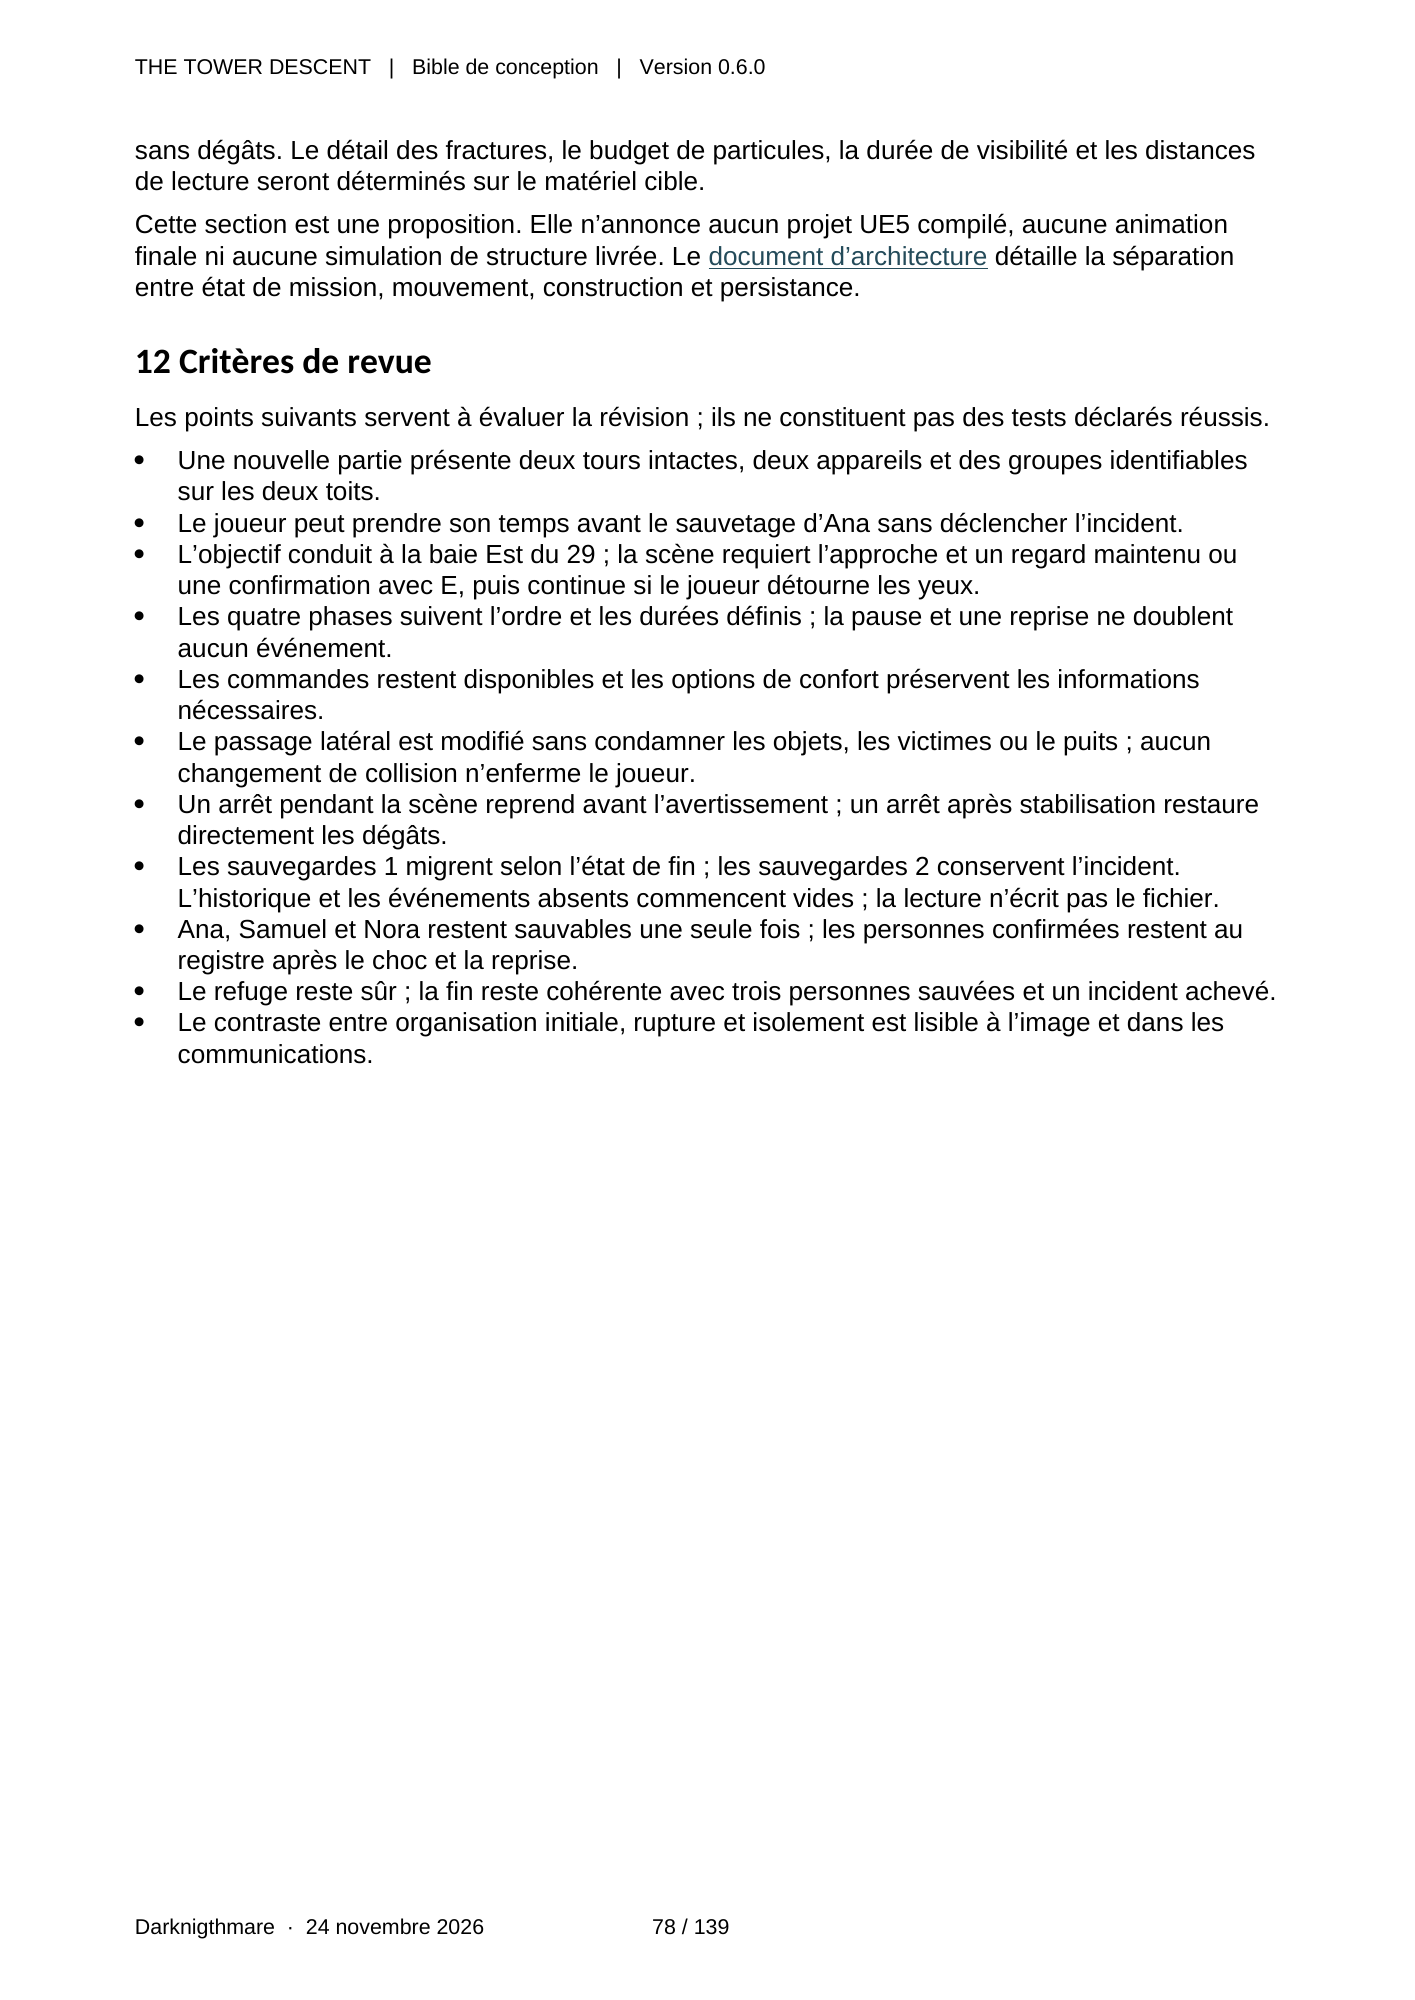 THE TOWER DESCENT | Bible de conception | Version 0.6.0
sans dégâts. Le détail des fractures, le budget de particules, la durée de visibilité et les distances
de lecture seront déterminés sur le matériel cible.
Cette section est une proposition. Elle n’annonce aucun projet UE5 compilé, aucune animation
finale ni aucune simulation de structure livrée. Le document d’architecture détaille la séparation
entre état de mission, mouvement, construction et persistance.
12 Critères de revue
Les points suivants servent à évaluer la révision ; ils ne constituent pas des tests déclarés réussis.
• Une nouvelle partie présente deux tours intactes, deux appareils et des groupes identifiables
sur les deux toits.
• Le joueur peut prendre son temps avant le sauvetage d’Ana sans déclencher l’incident.
• L’objectif conduit à la baie Est du 29 ; la scène requiert l’approche et un regard maintenu ou
une confirmation avec E, puis continue si le joueur détourne les yeux.
• Les quatre phases suivent l’ordre et les durées définis ; la pause et une reprise ne doublent
aucun événement.
• Les commandes restent disponibles et les options de confort préservent les informations
nécessaires.
• Le passage latéral est modifié sans condamner les objets, les victimes ou le puits ; aucun
changement de collision n’enferme le joueur.
• Un arrêt pendant la scène reprend avant l’avertissement ; un arrêt après stabilisation restaure
directement les dégâts.
• Les sauvegardes 1 migrent selon l’état de fin ; les sauvegardes 2 conservent l’incident.
L’historique et les événements absents commencent vides ; la lecture n’écrit pas le fichier.
• Ana, Samuel et Nora restent sauvables une seule fois ; les personnes confirmées restent au
registre après le choc et la reprise.
• Le refuge reste sûr ; la fin reste cohérente avec trois personnes sauvées et un incident achevé.
• Le contraste entre organisation initiale, rupture et isolement est lisible à l’image et dans les
communications.
Darknigthmare · 24 novembre 2026 78 / 139